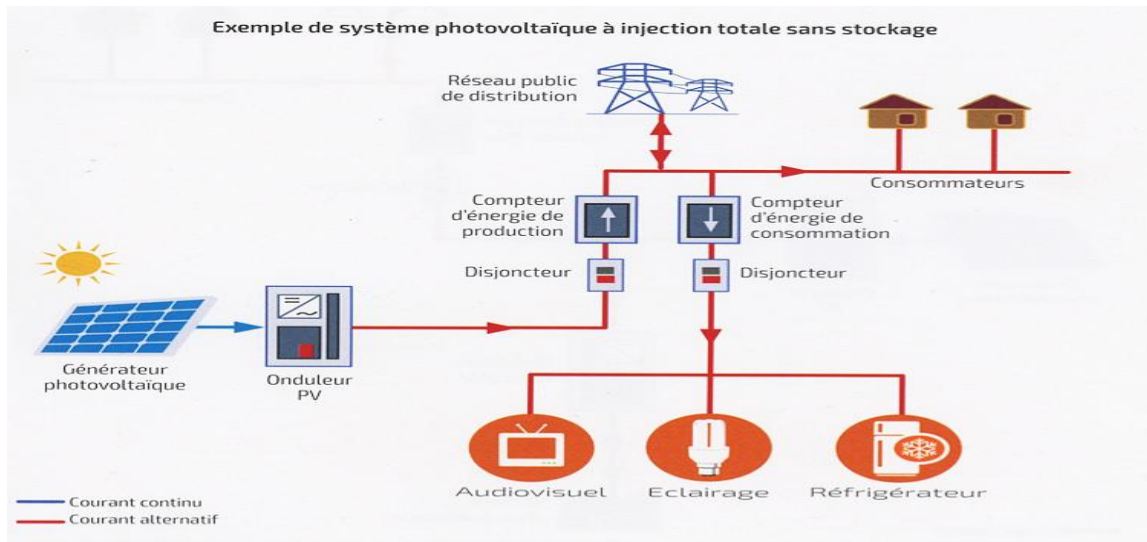 Exemple de système photovoltaïque à injection totale sans stockage
Réseau public
de distribution
Consommateurs
Compteur
d'énergie de
production
Compteur
d'énergie de
consommation
Disjoncteur
Disjoncteur
Générateur
photovoltaïque
Onduleur
PV
Audiovisuel
Eclairage
Réfrigérateur
Courant continu
Courant alternatif